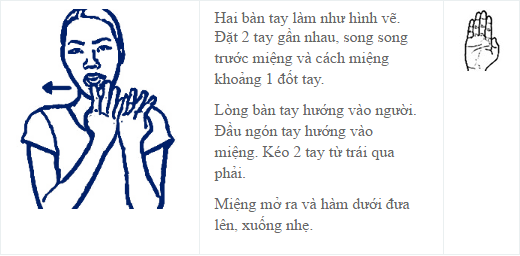 Hai bàn tay làm như hình vẽ.
Đặt 2 tay gần nhau, song song
trước miệng và cách miệng
khoảng 1 đốt tay.
Lòng bàn tay hướng vào người.
Đầu ngón tay hướng vào
miệng. Kéo 2 tay từ trái qua
phải.
Miệng mở ra và hàm dưới đưa
lên, xuống nhẹ.